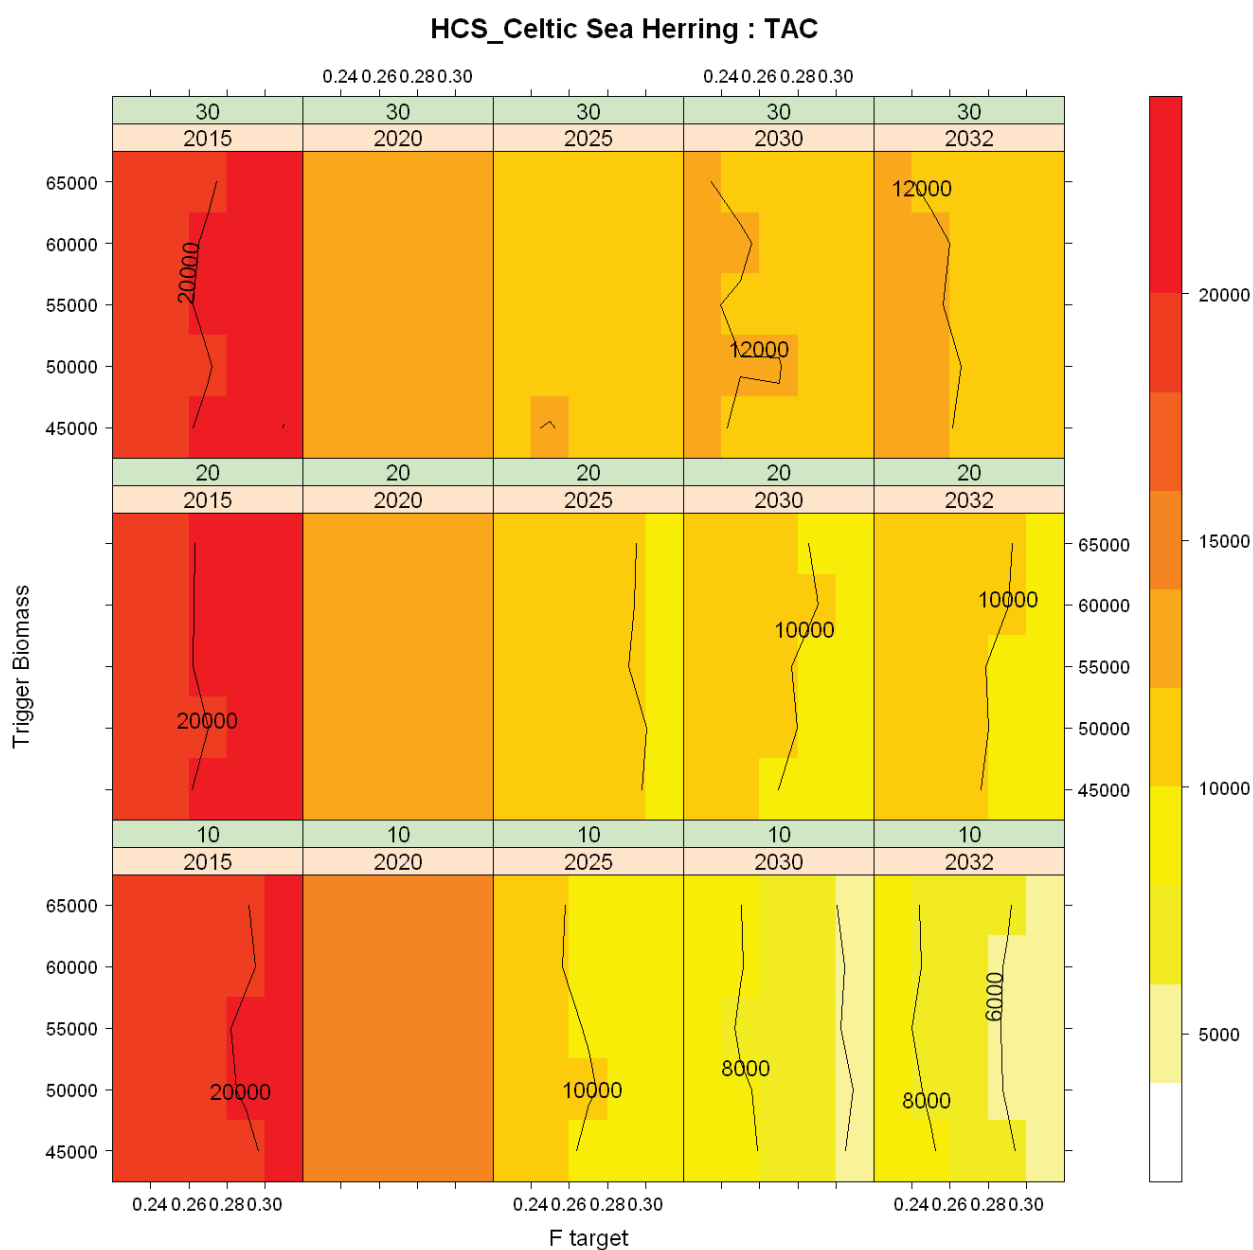 HCS_Celtic Sea Herring : TAC
0.24 0.26 0.28 0.30 0.24 0.26 0.28 0.30
30 30 30 30 30
2015 2020 2025 2030 2032
65000
60000
55000
50000
45000
20000
12000
12000
20000
15000
10000
5000
20 20 20 20 20
2015 2020 2025 2030 2032
65000
60000
55000
50000
45000
20000
10000
10000
Trigger Biomass
10 10 10 10 10
2015 2020 2025 2030 2032
65000
60000
55000
50000
45000
20000
10000
8000
8000
6000
0.24 0.26 0.28 0.30 0.24 0.26 0.28 0.30 0.24 0.26 0.28 0.30
F target